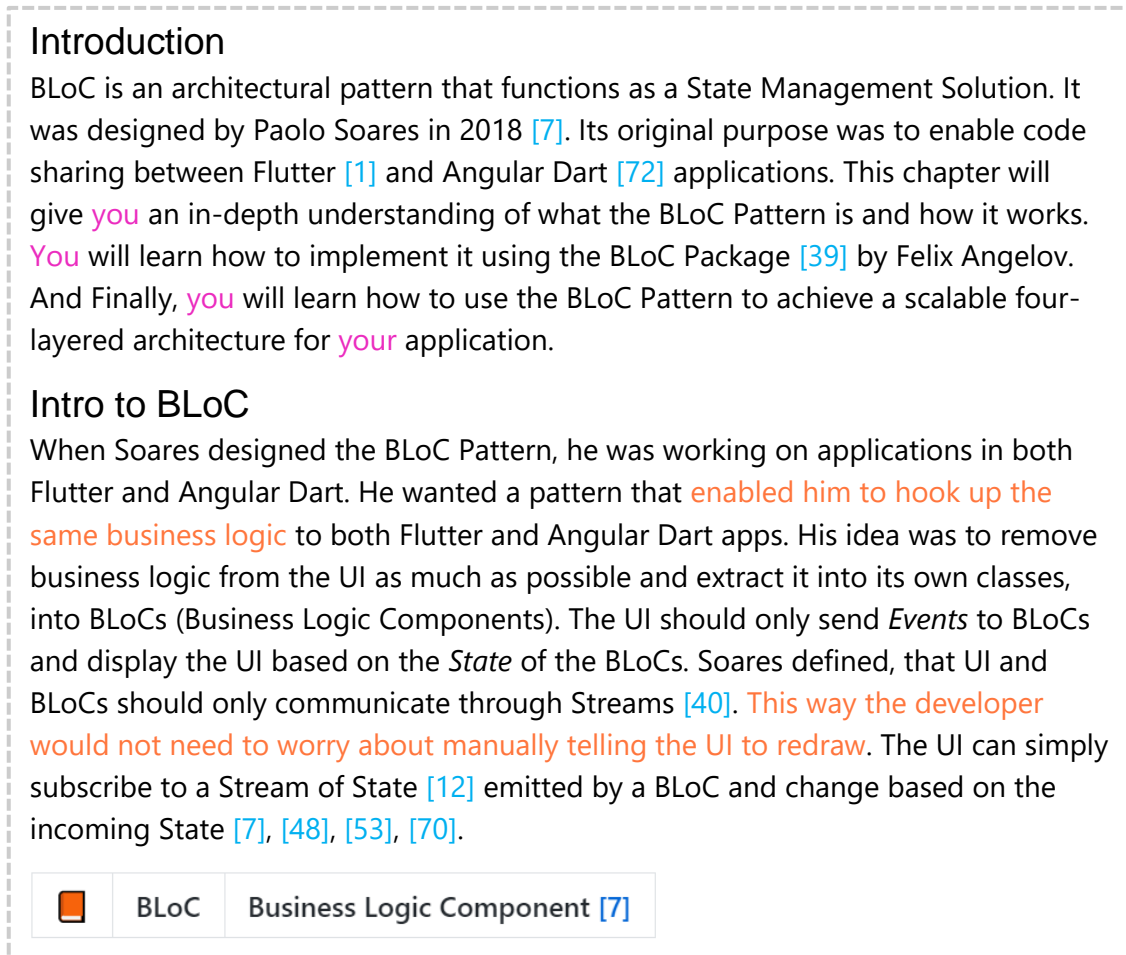 Introduction
BLoC is an architectural pattern that functions as a State Management Solution. It
was designed by Paolo Soares in 2018 [7]. Its original purpose was to enable code
sharing between Flutter [1] and Angular Dart [72] applications. This chapter will
give you an in-depth understanding of what the BLoC Pattern is and how it works.
You will learn how to implement it using the BLoC Package [39] by Felix Angelov.
And Finally, you will learn how to use the BLoC Pattern to achieve a scalable four-
layered architecture for your application.
Intro to BLoC
When Soares designed the BLoC Pattern, he was working on applications in both
Flutter and Angular Dart. He wanted a pattern that enabled him to hook up the
same business logic to both Flutter and Angular Dart apps. His idea was to remove
business logic from the UI as much as possible and extract it into its own classes,
into BLoCs (Business Logic Components). The UI should only send Events to BLoCs
and display the UI based on the State of the BLoCs. Soares defined, that UI and
BLoCs should only communicate through Streams [40]. This way the developer
would not need to worry about manually telling the UI to redraw. The UI can simply
subscribe to a Stream of State [12] emitted by a BLoC and change based on the
incoming State [7], [48], [53], [70].
BLoC Business Logic Component [7]